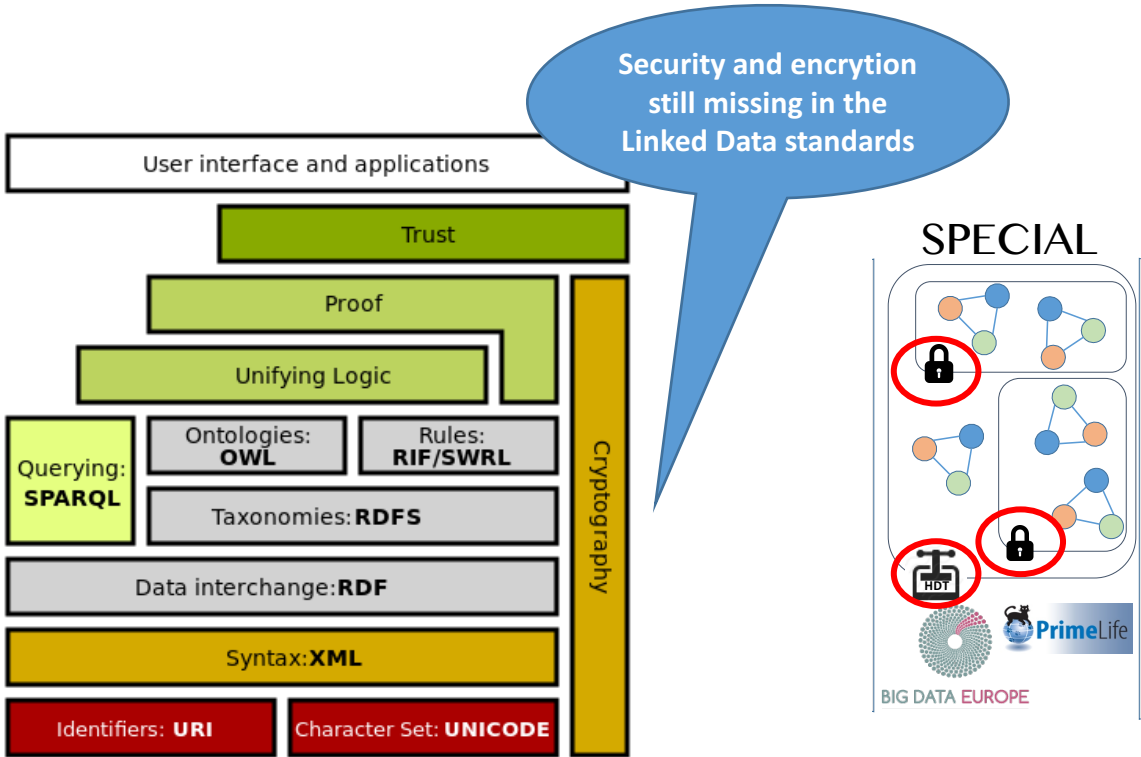 Security and encrytion
still missing in the
Linked Data standards
User interface and applications
Trust
Proof
Unifying Logic
Querying:
SPARQL
Ontologies:
OWL
Rules:
RIF/SWRL
Taxonomies: RDFS
Data interchange: RDF
Syntax: XML
Identifiers: URI
Character Set: UNICODE
Cryptography
SPECIAL
HDT
BIG DATA EUROPE
PrimeLife